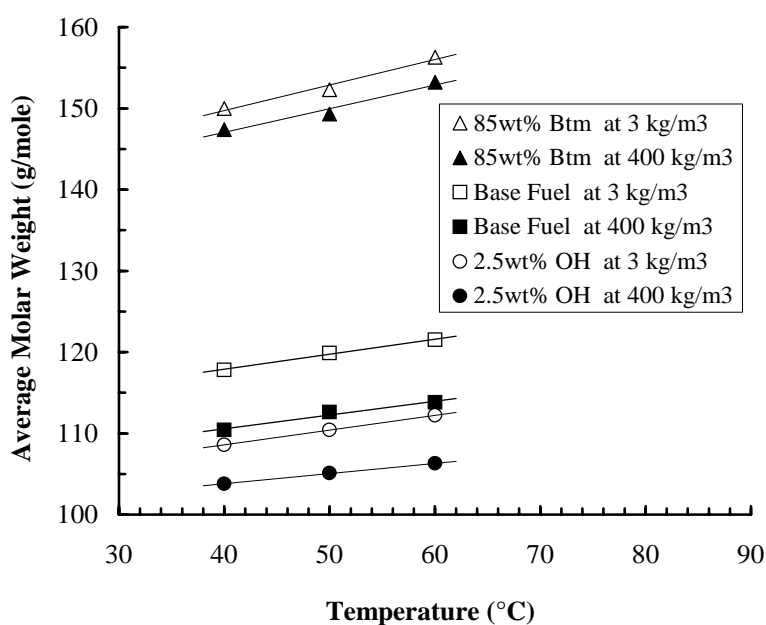 160
150
140
130
120
110
100
Average Molar Weight (g/mole)
85wt% Btm at 3 kg/m3
85wt% Btm at 400 kg/m3
Base Fuel at 3 kg/m3
Base Fuel at 400 kg/m3
2.5wt% OH at 3 kg/m3
2.5wt% OH at 400 kg/m3
30 40 50 60 70 80 90
Temperature (°C)